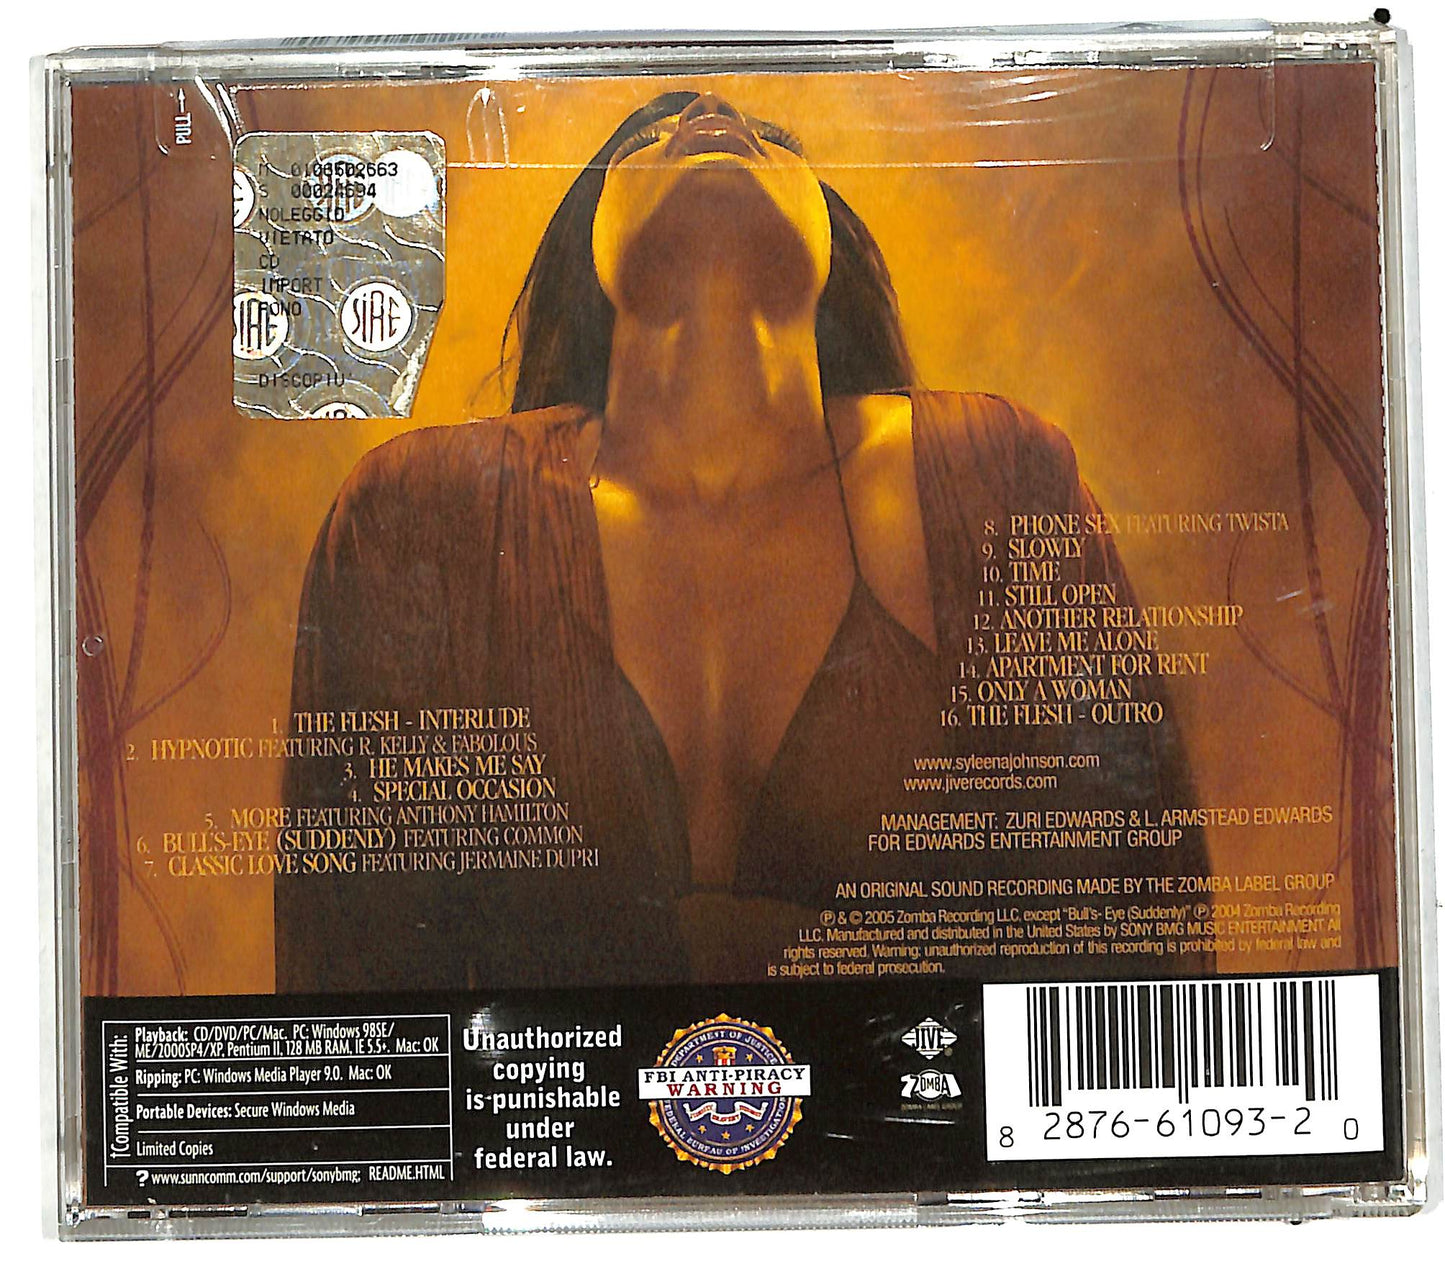 PULL
M 0106502663
S 00024694
NOLEGGIO
VIETATO
CD
IMPORT
FONO
DISCOPIU'
SIAE
SIAE
1. THE FLESH - INTERLUDE
2. HYPNOTIC FEATURING R. KELLY & FABOLOUS
3. HE MAKES ME SAY
4. SPECIAL OCCASION
5. MORE FEATURING ANTHONY HAMILTON
6. BULL'S-EYE (SUDDENLY) FEATURING COMMON
7. CLASSIC LOVE SONG FEATURING JERMAINE DUPRI
8. PHONE SEX FEATURING TWISTA
9. SLOWLY
10. TIME
11. STILL OPEN
12. ANOTHER RELATIONSHIP
13. LEAVE ME ALONE
14. APARTMENT FOR RENT
15. ONLY A WOMAN
16. THE FLESH - OUTRO
www.syleenajohnson.com
www.jiverecords.com
MANAGEMENT: ZURI EDWARDS & L. ARMSTEAD EDWARDS
FOR EDWARDS ENTERTAINMENT GROUP
AN ORIGINAL SOUND RECORDING MADE BY THE ZOMBA LABEL GROUP
℗ & © 2005 Zomba Recording LLC, except "Bull's- Eye (Suddenly)" ℗ 2004 Zomba Recording
LLC. Manufactured and distributed in the United States by SONY BMG MUSIC ENTERTAINMENT All
rights reserved. Warning: unauthorized reproduction of this recording is prohibited by federal law and
is subject to federal prosecution.
†Compatible With:
Playback: CD/DVD/PC/Mac. PC: Windows 98SE/
ME/2000SP4/XP, Pentium II, 128 MB RAM, IE 5.5+. Mac: OK
Ripping: PC: Windows Media Player 9.0. Mac: OK
Portable Devices: Secure Windows Media
Limited Copies
? www.sunncomm.com/support/sonybmg; README.HTML
Unauthorized
copying
is punishable
under
federal law.
DEPARTMENT OF JUSTICE
FBI ANTI-PIRACY
WARNING
FIDELITY BRAVERY INTEGRITY
FEDERAL BUREAU OF INVESTIGATION
JIVE
ZOMBA
ZOMBA LABEL GROUP
8 2876-61093-2 0